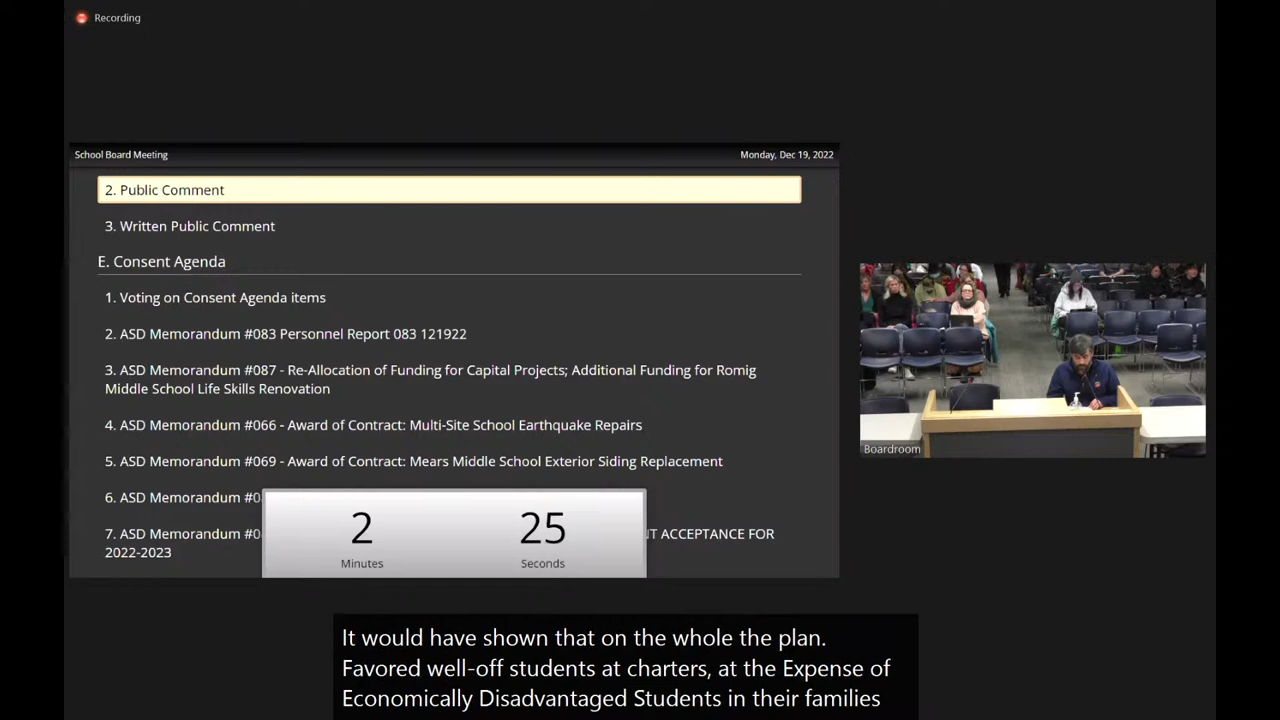 Recording
School Board Meeting
Monday, Dec 19, 2022
2. Public Comment
3. Written Public Comment
E. Consent Agenda
1. Voting on Consent Agenda items
2. ASD Memorandum #083 Personnel Report 083 121922
3. ASD Memorandum #087 - Re-Allocation of Funding for Capital Projects; Additional Funding for Romig
Middle School Life Skills Renovation
4. ASD Memorandum #066 - Award of Contract: Multi-Site School Earthquake Repairs
5. ASD Memorandum #069 - Award of Contract: Mears Middle School Exterior Siding Replacement
6. ASD Memorandum #0
7. ASD Memorandum #0 NT ACCEPTANCE FOR
2022-2023
2 25
Minutes Seconds
Boardroom
It would have shown that on the whole the plan.
Favored well-off students at charters, at the Expense of
Economically Disadvantaged Students in their families